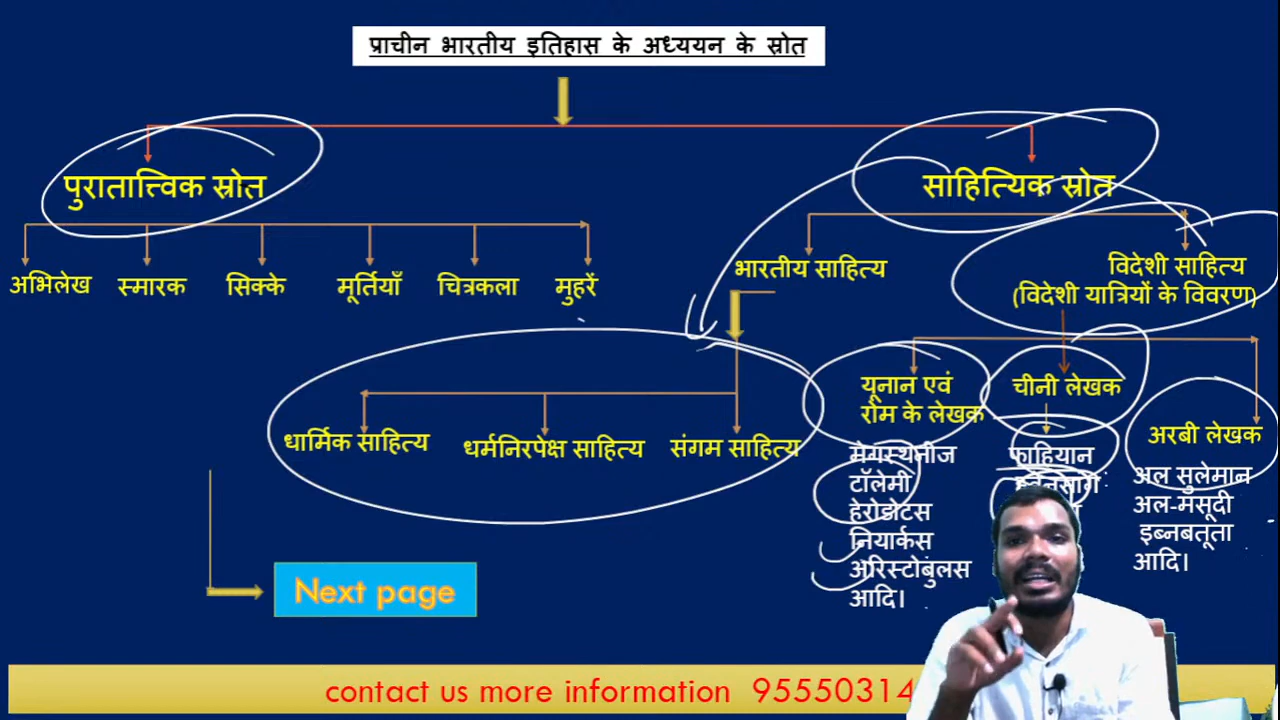 प्राचीन भारतीय इतिहास के अध्ययन के स्रोत
पुरातात्त्विक स्रोत
साहित्यिक स्रोत
अभिलेख
स्मारक
सिक्के
मूर्तियाँ
चित्रकला
मुहरें
भारतीय साहित्य
विदेशी साहित्य
(विदेशी यात्रियों के विवरण)
धार्मिक साहित्य
धर्मनिरपेक्ष साहित्य
संगम साहित्य
यूनान एवं
रोम के लेखक
मेगस्थनीज
टॉलेमी
हेरोडोटस
नियार्कस
अरिस्टोबुलस
आदि।
चीनी लेखक
फाहियान
अरबी लेखक
अल सुलेमान
अल-मसूदी
इब्नबतूता
आदि।
Next page
contact us more information 95550314